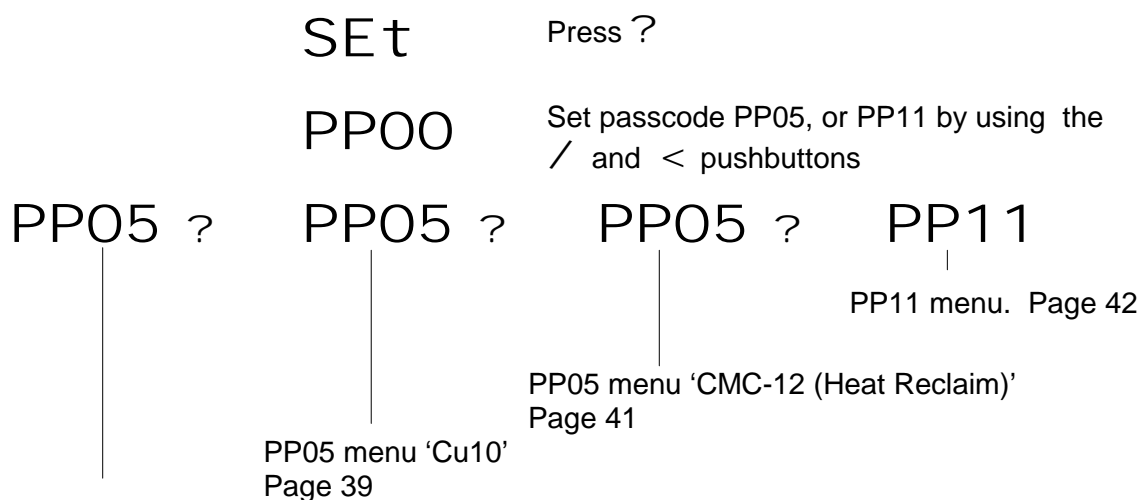 SEt Press ?
PP00 Set passcode PP05, or PP11 by using the
/ and < pushbuttons
PP05 ? PP05 ? PP05 ? PP11
PP11 menu. Page 42
PP05 menu ‘CMC-12 (Heat Reclaim)’
Page 41
PP05 menu ‘Cu10’
Page 39